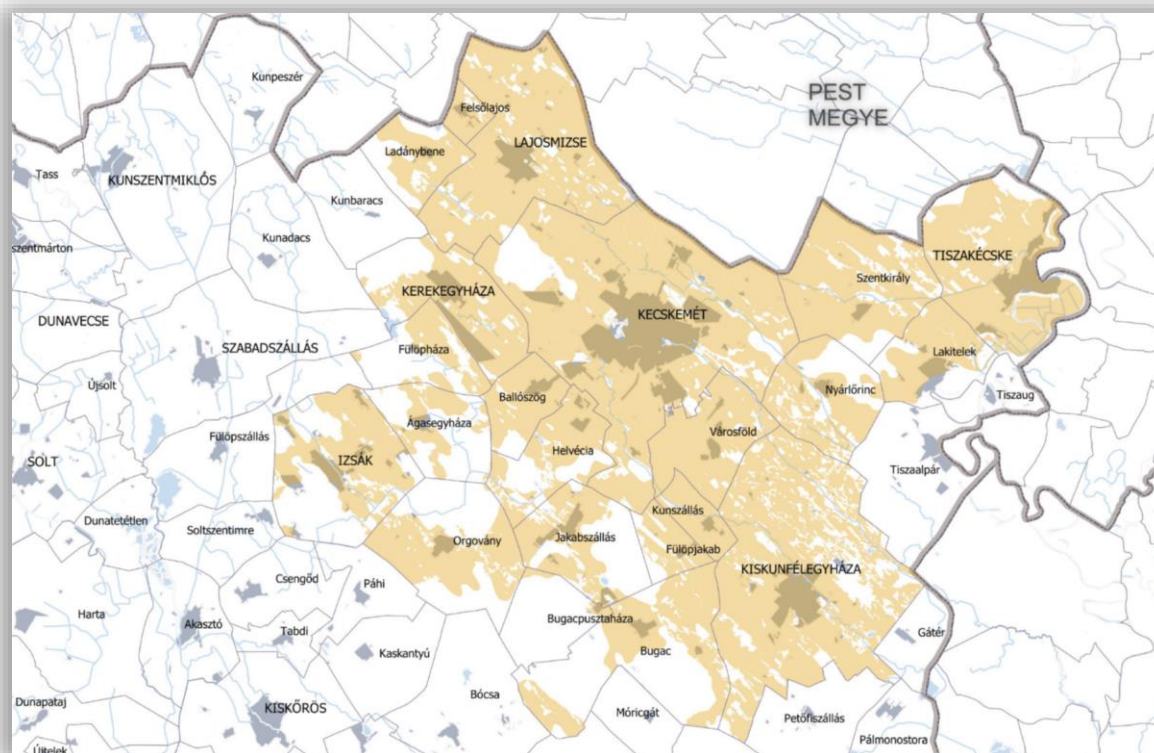 Kunpeszér
PEST
MEGYE
Felsőlajos
LAJOSMIZSE
Ladánybene
Tass
KUNSZENTMIKLÓS
Kunbaracs
Kunadacs
szentmárton
TISZAKÉCSKE
Szentkirály
KEREKEGYHÁZA
KECSKEMÉT
DUNAVECSE
SZABADSZÁLLÁS
Fülöpháza
Lakitelek
Újsolt
Ballószög
Nyárlőrinc
Tiszaug
Ágasegyháza
Városföld
Fülöpszállás
Helvécia
IZSÁK
SOLT
Tiszaalpár
Kunszállás
Dunatetétlen
Soltszentimre
Orgovány
Jakabszállás
Fülöpjakab
KISKUNFÉLEGYHÁZA
Csengőd
Páhi
Harta
Akasztó
Tabdi
Bugacpusztaháza
Gátér
Kaskantyú
Bugac
Bócsa
Dunapataj
KISKŐRÖS
Móricgát
Petőfiszállás
Pálmonostora
Újtelek